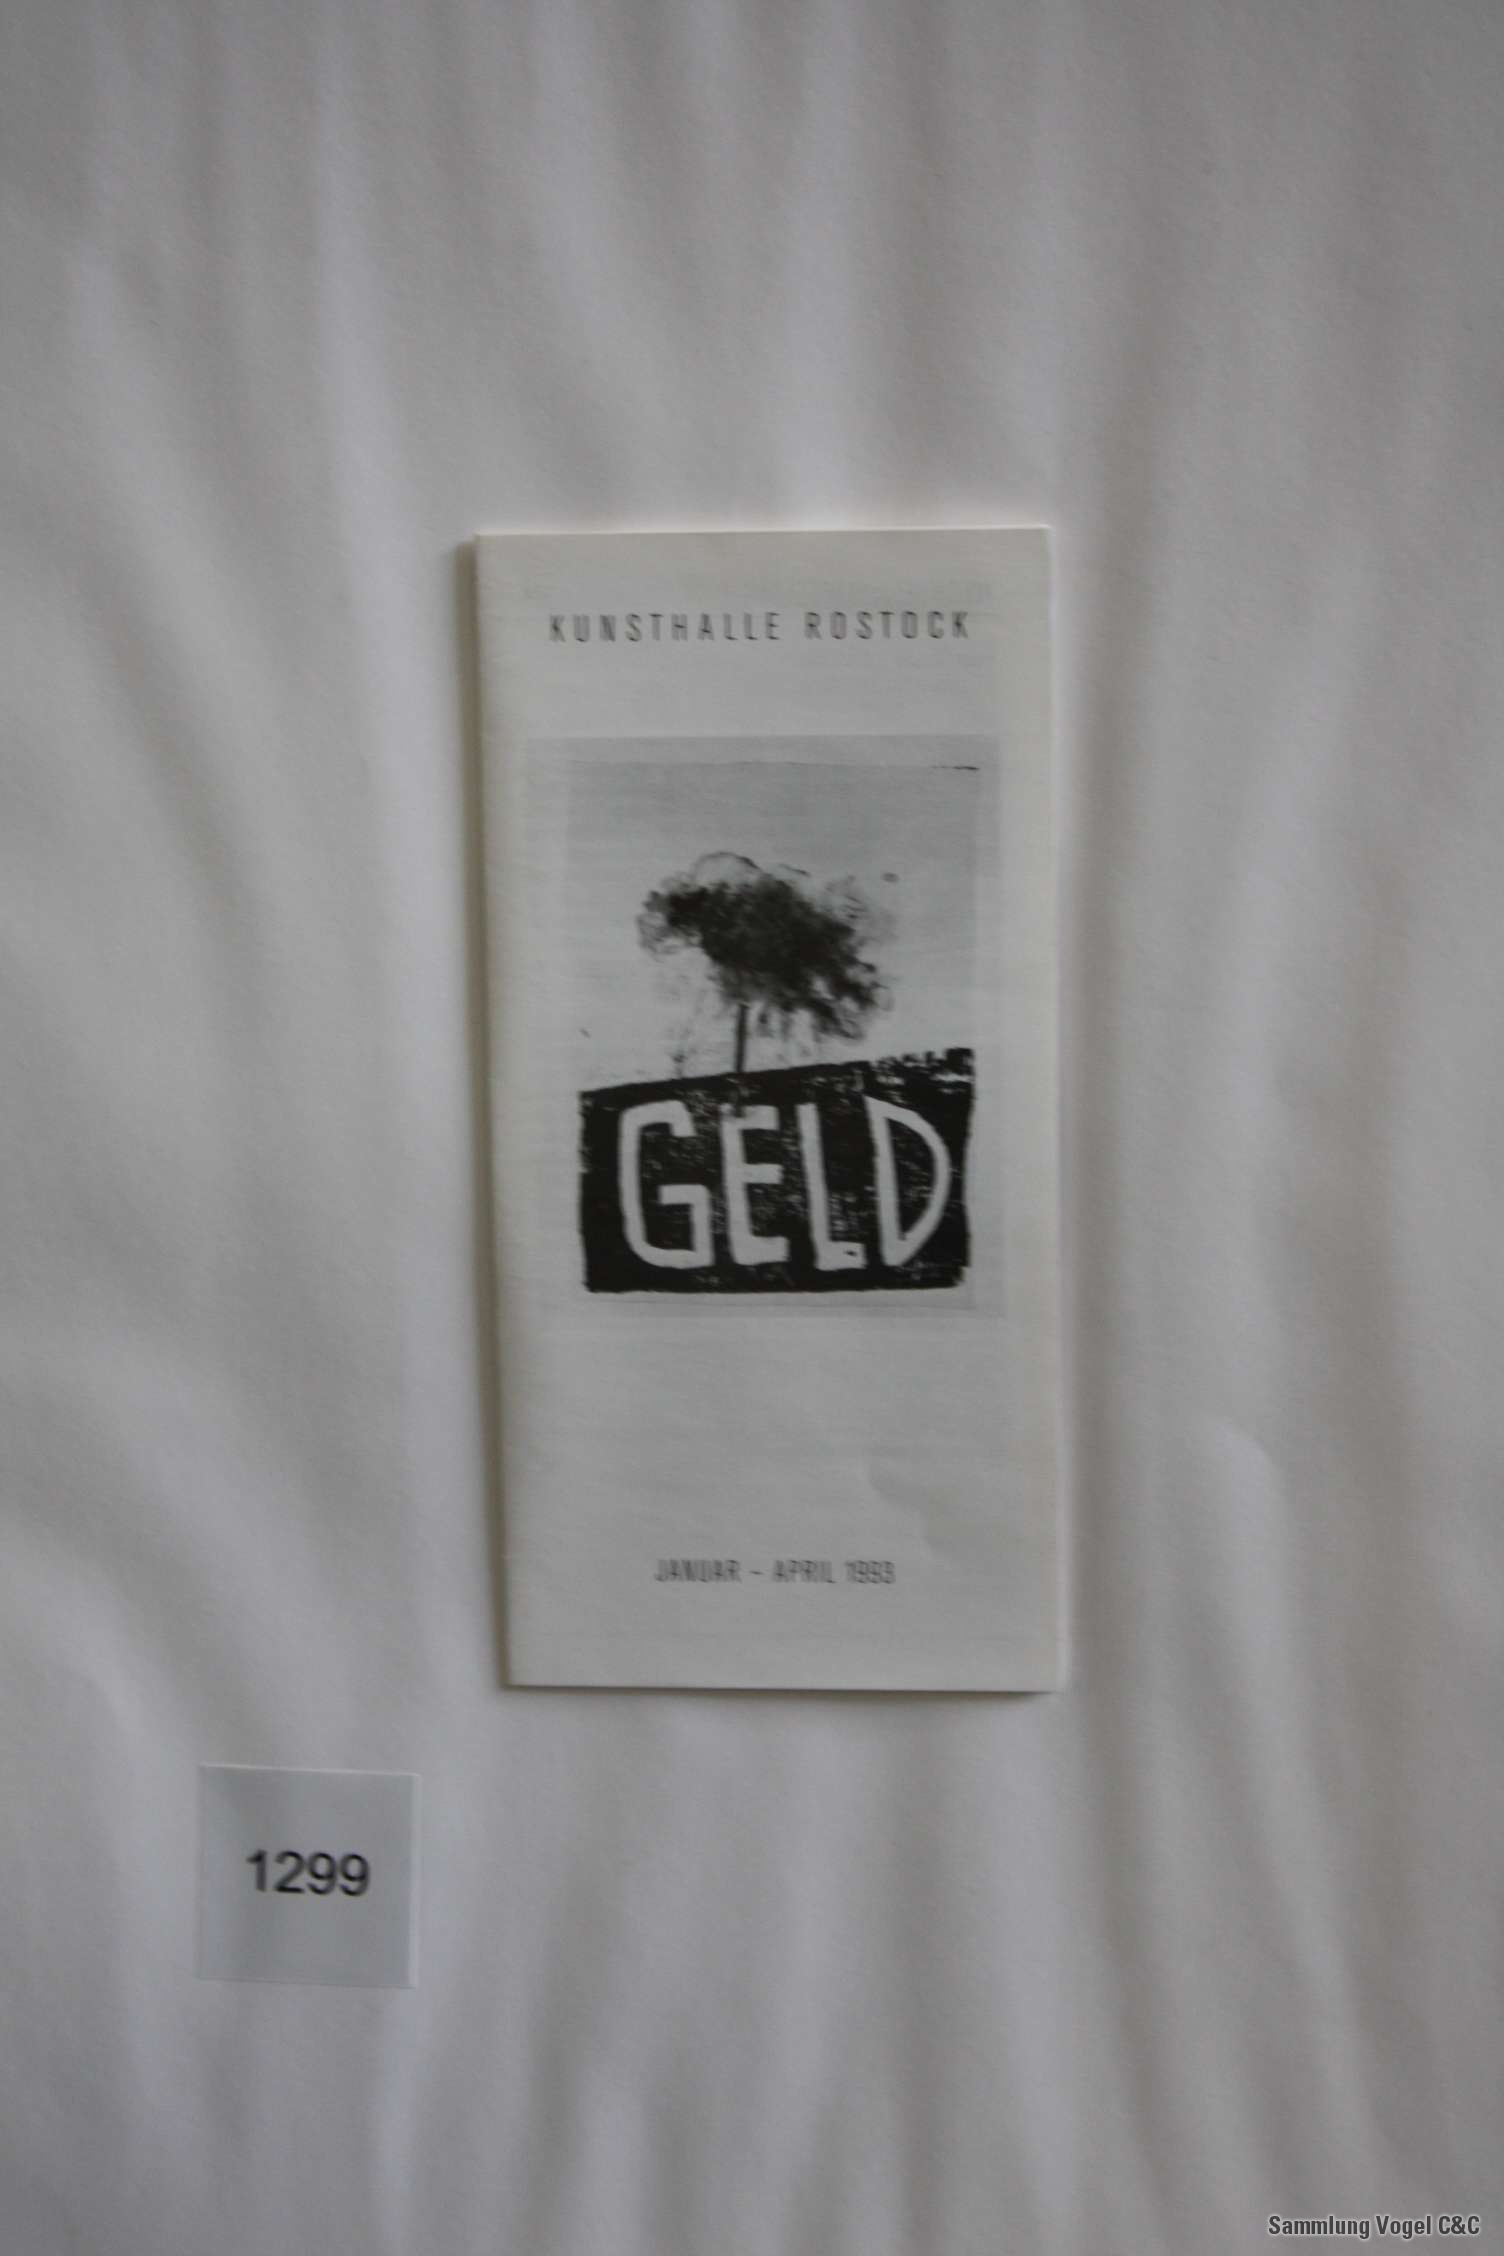 KUNSTHALLE ROSTOCK
GELD
JANUAR – APRIL 1993
1299
Sammlung Vogel C&C